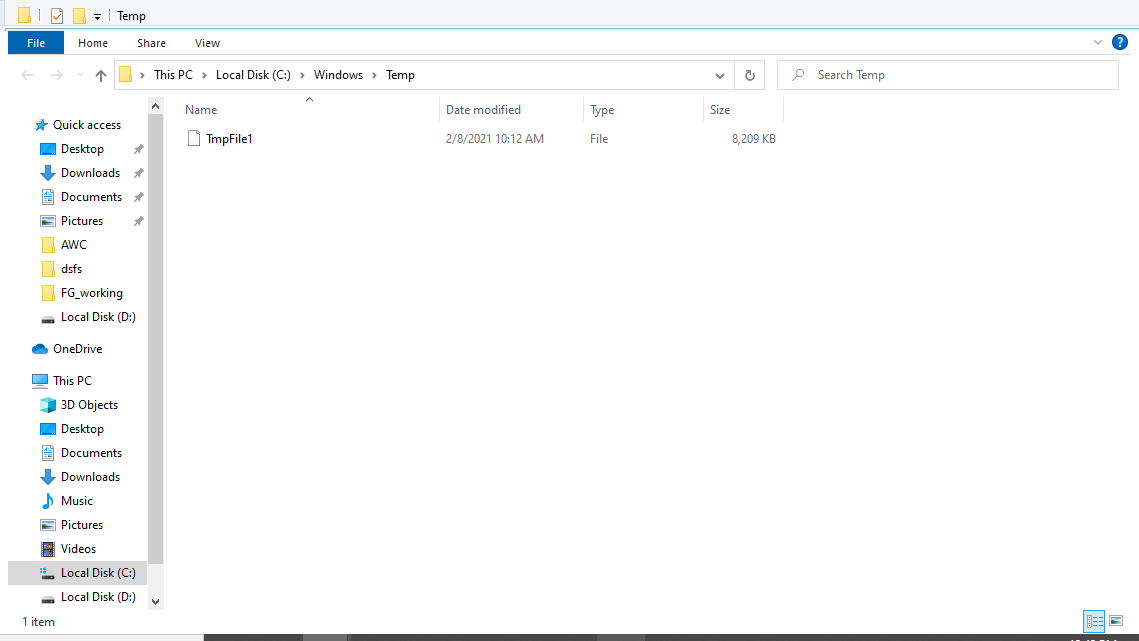 Temp
File Home Share View
This PC Local Disk (C:) Windows Temp Search Temp
Name Date modified Type Size
TmpFile1 2/8/2021 10:12 AM File 8,209 KB
Quick access
Desktop
Downloads
Documents
Pictures
AWC
dsfs
FG_working
Local Disk (D:)
OneDrive
This PC
3D Objects
Desktop
Documents
Downloads
Music
Pictures
Videos
Local Disk (C:)
Local Disk (D:)
1 item